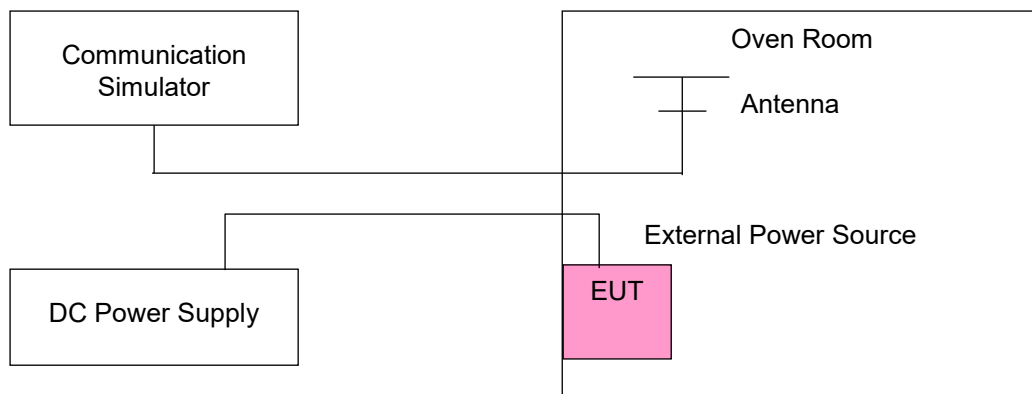 Communication
Simulator
Oven Room
Antenna
External Power Source
DC Power Supply
EUT